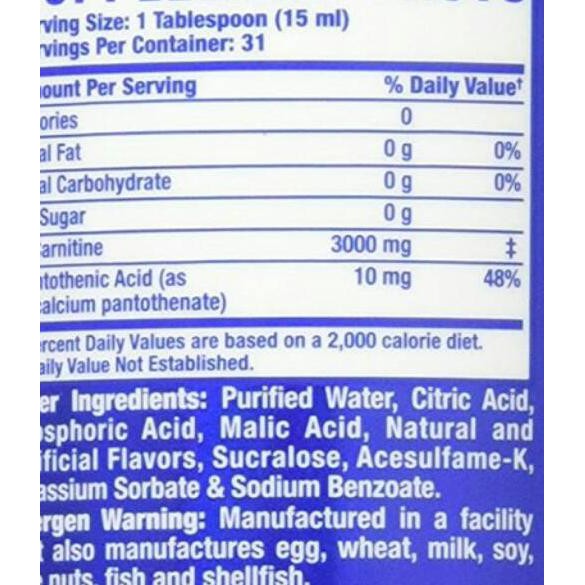 rving Size: 1 Tablespoon (15 ml)
rvings Per Container: 31
ount Per Serving % Daily Value†
ories 0
al Fat 0 g 0%
al Carbohydrate 0 g 0%
Sugar 0 g
arnitine 3000 mg ‡
tothenic Acid (as 10 mg 48%
alcium pantothenate)
rcent Daily Values are based on a 2,000 calorie diet.
aily Value Not Established.
er Ingredients: Purified Water, Citric Acid,
sphoric Acid, Malic Acid, Natural and
ificial Flavors, Sucralose, Acesulfame-K,
assium Sorbate & Sodium Benzoate.
rgen Warning: Manufactured in a facility
also manufactures egg, wheat, milk, soy,
nuts, fish and shellfish.